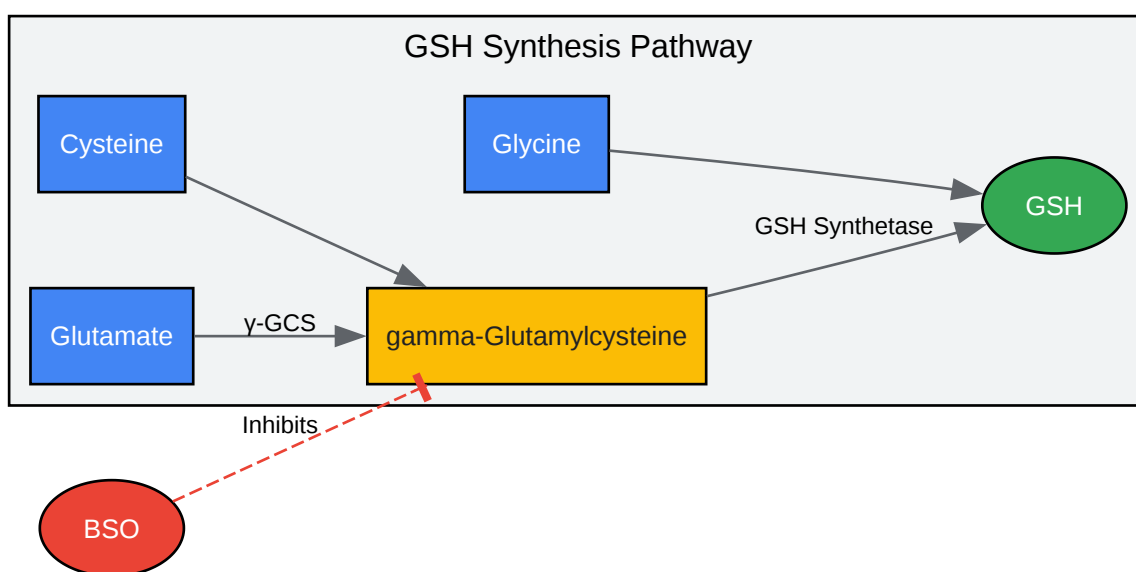 GSH Synthesis Pathway
Cysteine
Glycine
GSH
GSH Synthetase
Glutamate
γ-GCS
gamma-Glutamylcysteine
Inhibits
BSO